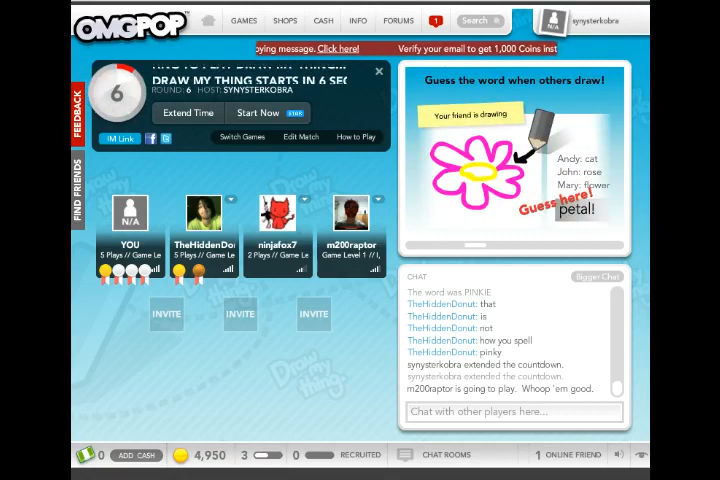 OMGPOP
GAMES
SHOPS
CASH
INFO
FORUMS
1
Search
N/A
synysterkobra
oying message. Click here!
Verify your email to get 1,000 Coins inst
FEEDBACK
FIND FRIENDS
6
DRAW MY THING STARTS IN 6 SEC
ROUND: 6 HOST: SYNYSTERKOBRA
Extend Time
Start Now
IM Link
Switch Games
Edit Match
How to Play
Guess the word when others draw!
Your friend is drawing
Andy: cat
John: rose
Mary: flower
Guess here!
petal!
N/A
YOU
5 Plays // Game Le
TheHiddenDo
5 Plays // Game Le
ninjafox7
2 Plays // Game Le
m200raptor
Game Level 1 //
INVITE
INVITE
INVITE
Draw my thing.
CHAT
Bigger Chat
The word was PINKIE
TheHiddenDonut: that
TheHiddenDonut: is
TheHiddenDonut: not
TheHiddenDonut: how you spell
TheHiddenDonut: pinky
synysterkobra extended the countdown.
synysterkobra extended the countdown.
m200raptor is going to play. Whoop 'em good.
Chat with other players here...
0
ADD CASH
4,950
3
0
RECRUITED
CHAT ROOMS
1 ONLINE FRIEND